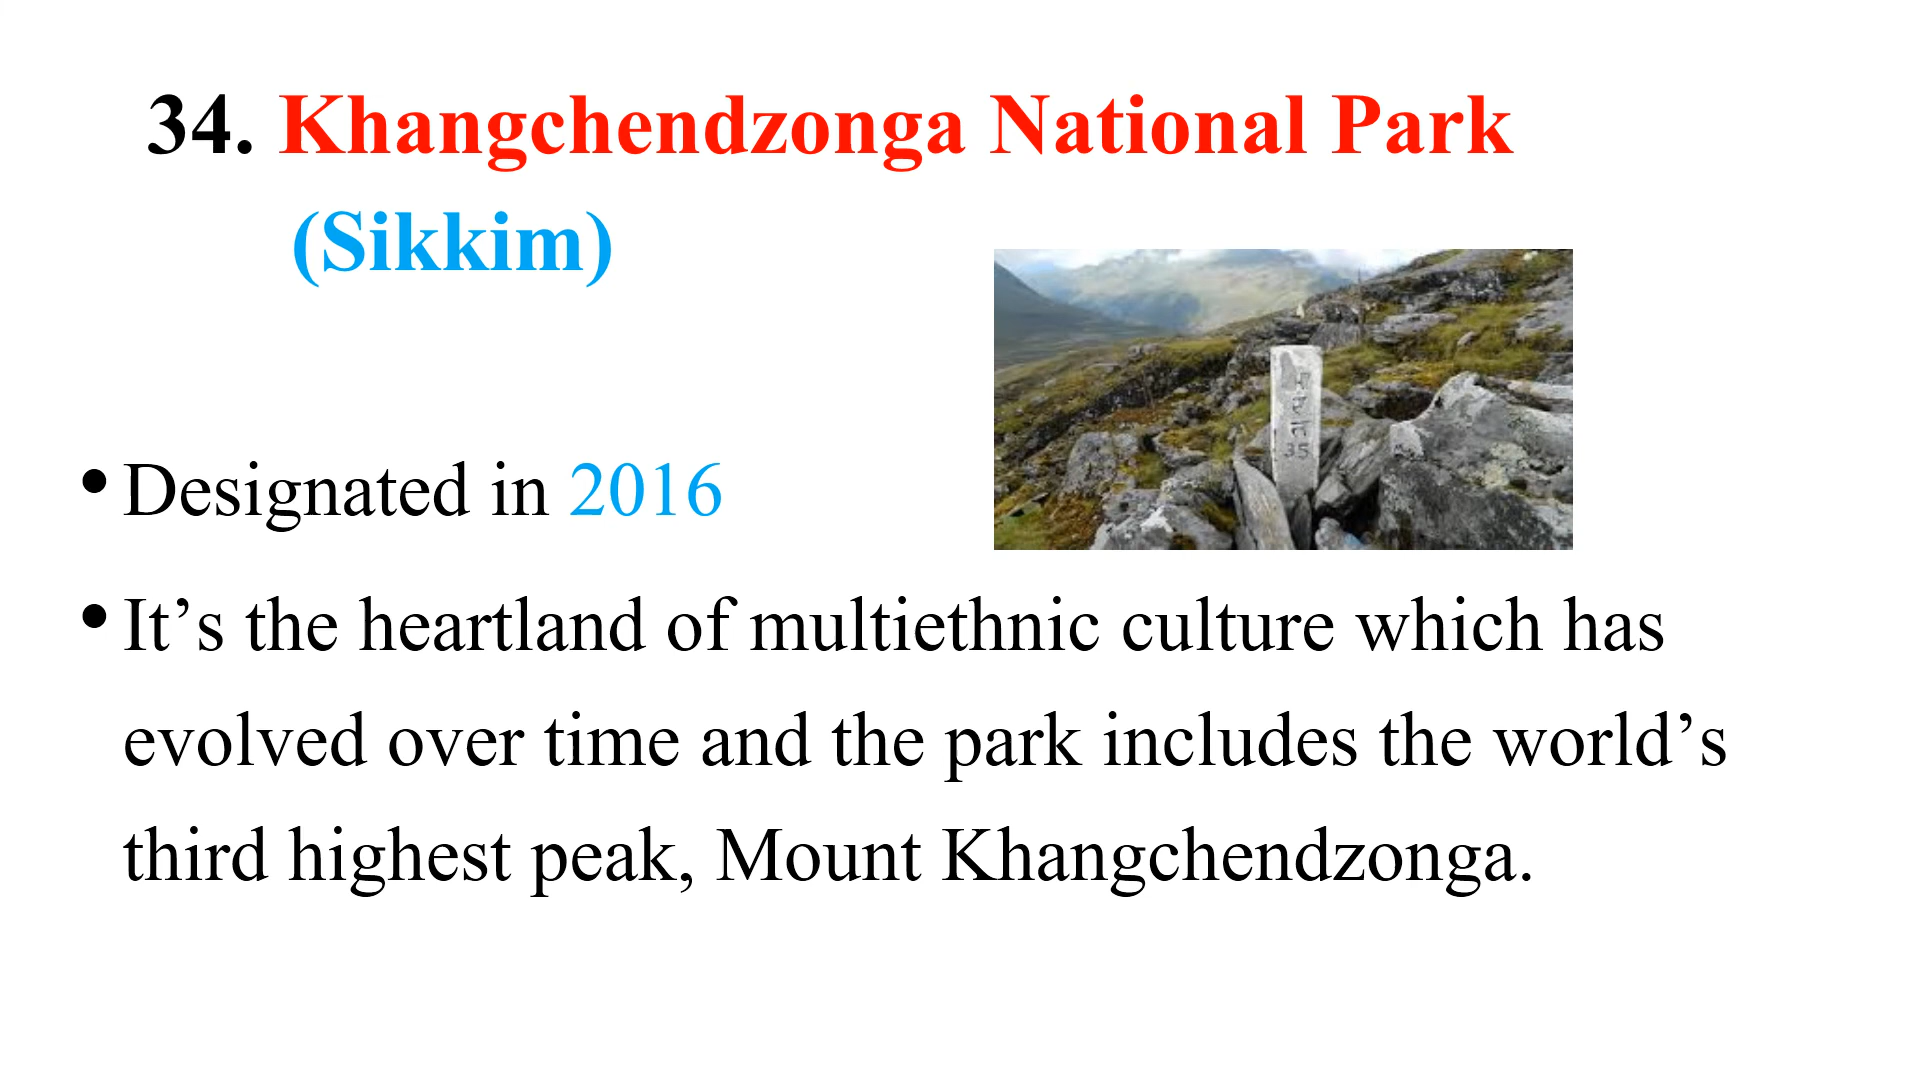 34. Khangchendzonga National Park
(Sikkim)
• Designated in 2016
• It’s the heartland of multiethnic culture which has
evolved over time and the park includes the world’s
third highest peak, Mount Khangchendzonga.
35